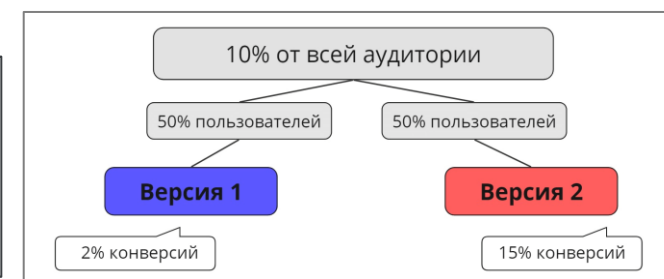 10% от всей аудитории
50% пользователей
50% пользователей
Версия 1
Версия 2
2% конверсий
15% конверсий